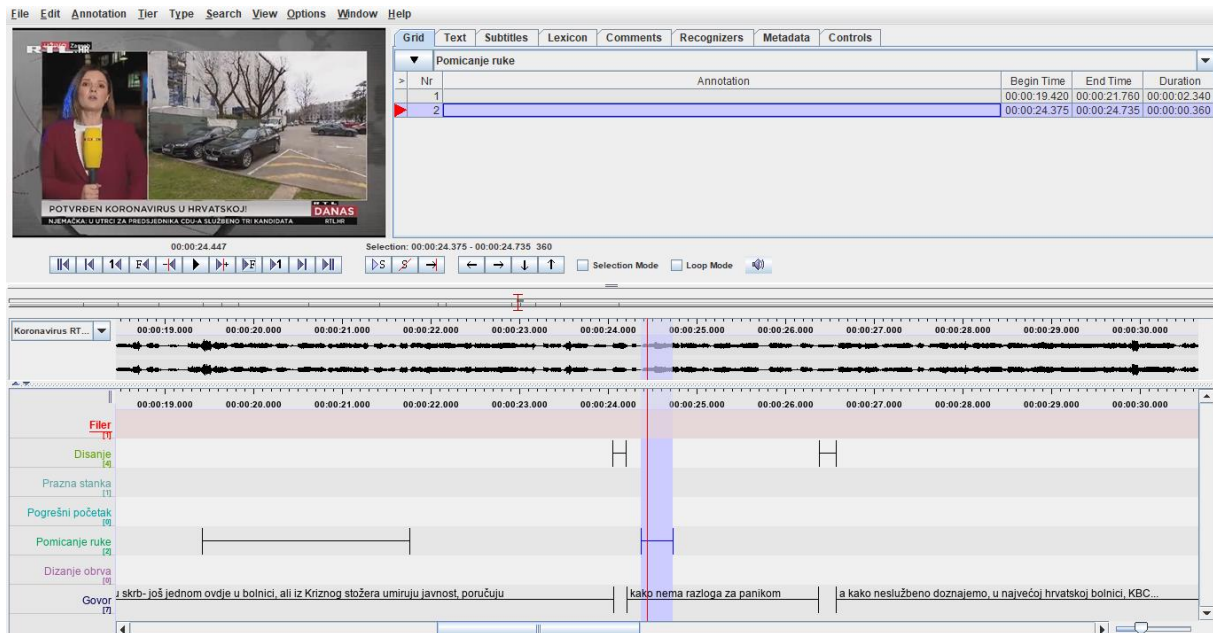 File Edit Annotation Tier Type Search View Options Window Help
RTL.HR
POTVRĐEN KORONAVIRUS U HRVATSKOJ!
RTL
DANAS
NJEMAČKA: U UTRCI ZA PREDSJEDNIKA CDU-A SLUŽBENO TRI KANDIDATA
RTL.HR
Grid Text Subtitles Lexicon Comments Recognizers Metadata Controls
▼ Pomicanje ruke
> Nr Annotation Begin Time End Time Duration
1 00:00:19.420 00:00:21.760 00:00:02.340
2 00:00:24.375 00:00:24.735 00:00:00.360
00:00:24.447
Selection: 00:00:24.375 - 00:00:24.735 360
1 F + F 1 S S Selection Mode Loop Mode
Koronavirus RT...
00:00:19.000 00:00:20.000 00:00:21.000 00:00:22.000 00:00:23.000 00:00:24.000 00:00:25.000 00:00:26.000 00:00:27.000 00:00:28.000 00:00:29.000 00:00:30.000
00:00:19.000 00:00:20.000 00:00:21.000 00:00:22.000 00:00:23.000 00:00:24.000 00:00:25.000 00:00:26.000 00:00:27.000 00:00:28.000 00:00:29.000 00:00:30.000
Filer
[1]
Disanje
[4]
Prazna stanka
[1]
Pogrešni početak
[0]
Pomicanje ruke
[2]
Dizanje obrva
[0]
Govor
[7]
u skrb- još jednom ovdje u bolnici, ali iz Kriznog stožera umiruju javnost, poručuju
kako nema razloga za panikom
a kako neslužbeno doznajemo, u najvećoj hrvatskoj bolnici, KBC...